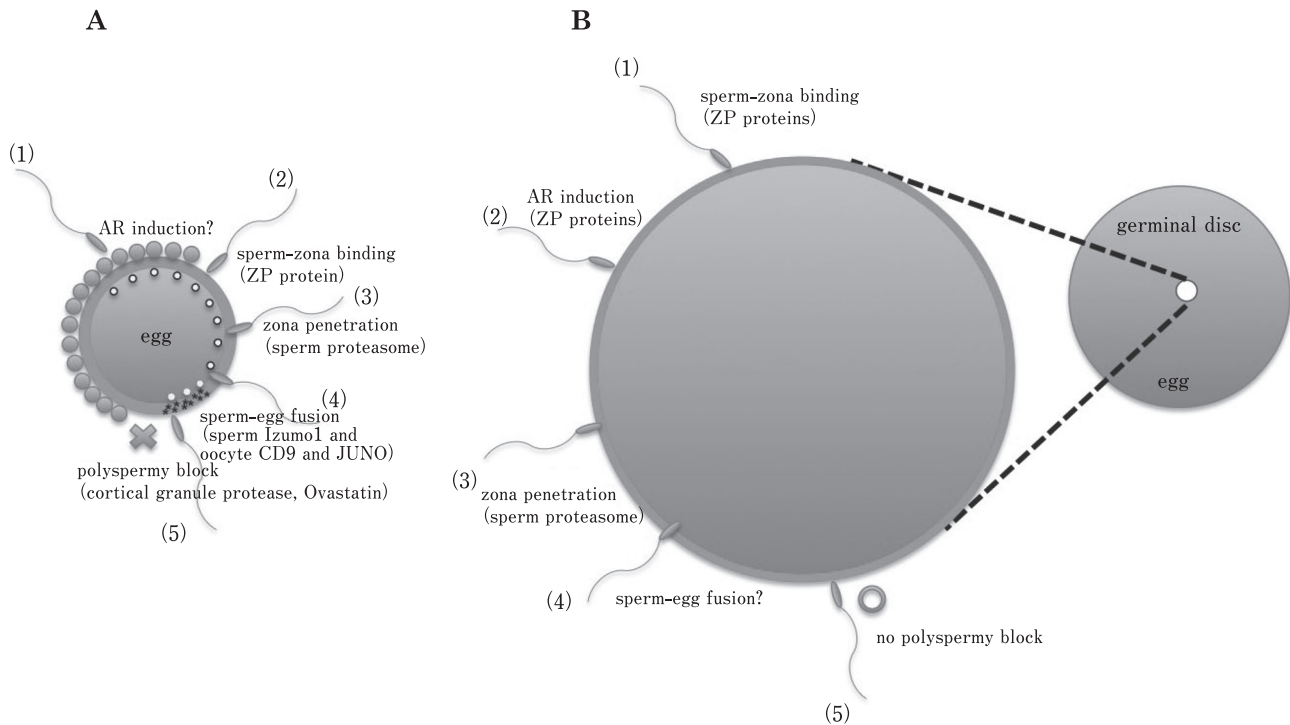 A
(1)
AR induction?
(2)
sperm-zona binding
(ZP protein)
(3)
zona penetration
(sperm proteasome)
egg
(4)
sperm-egg fusion
(sperm Izumo1 and
oocyte CD9 and JUNO)
polyspermy block
(cortical granule protease, Ovastatin)
(5)
B
(1)
sperm-zona binding
(ZP proteins)
(2)
AR induction
(ZP proteins)
(3)
zona penetration
(sperm proteasome)
(4)
sperm-egg fusion?
(5)
no polyspermy block
germinal disc
egg